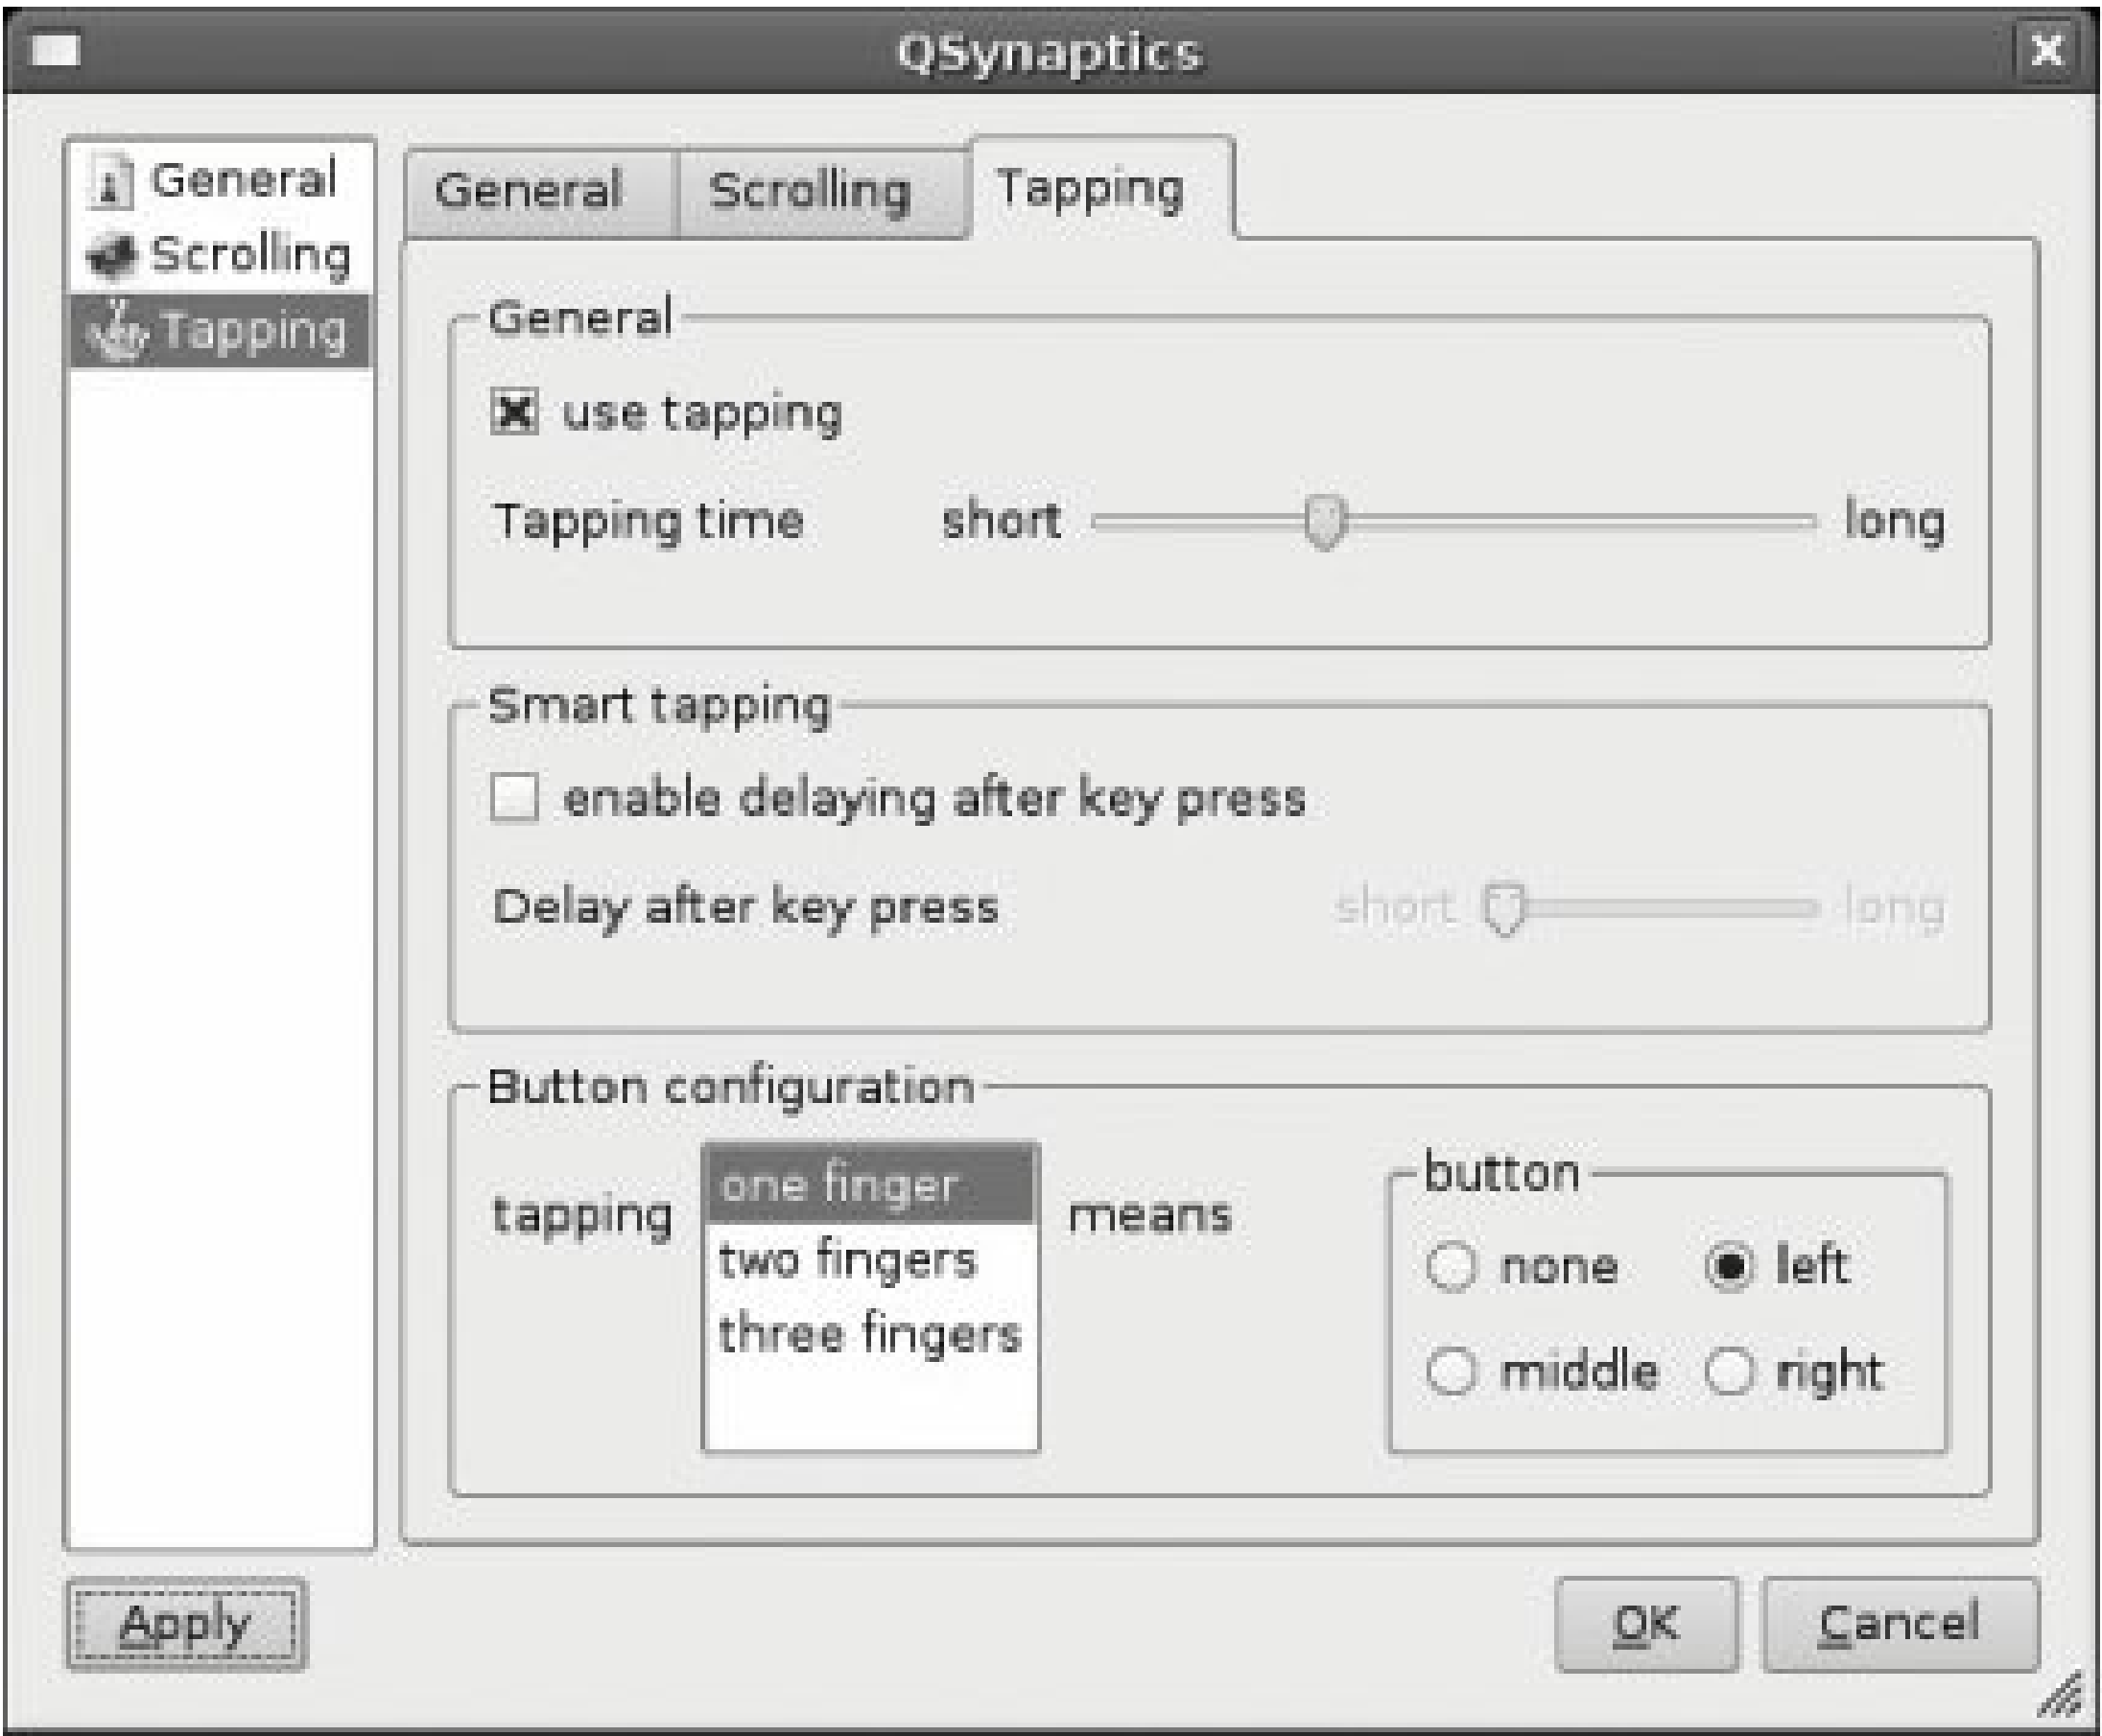 QSynaptics
General
Scrolling
Tapping
General Scrolling Tapping
General
use tapping
Tapping time short long
Smart tapping
enable delaying after key press
Delay after key press short long
Button configuration
tapping one finger means
two fingers
three fingers
button
none left
middle right
Apply OK Cancel